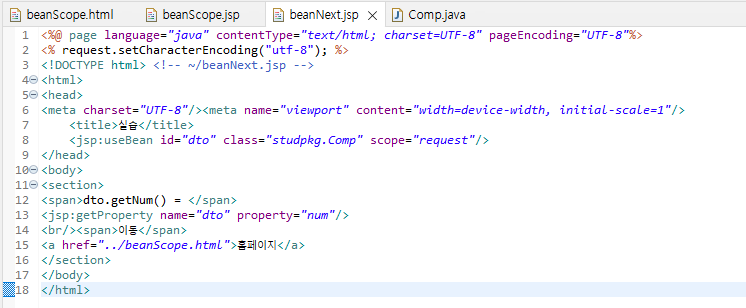 beanScope.html beanScope.jsp beanNext.jsp Comp.java
1 <%@ page language="java" contentType="text/html; charset=UTF-8" pageEncoding="UTF-8"%>
2 <% request.setCharacterEncoding("utf-8"); %>
3 <!DOCTYPE html> <!-- ~/beanNext.jsp -->
4 <html>
5 <head>
6 <meta charset="UTF-8"/><meta name="viewport" content="width=device-width, initial-scale=1"/>
7 <title>실습</title>
8 <jsp:useBean id="dto" class="studpkg.Comp" scope="request"/>
9 </head>
10 <body>
11 <section>
12 <span>dto.getNum() = </span>
13 <jsp:getProperty name="dto" property="num"/>
14 <br/><span>이동</span>
15 <a href="../beanScope.html">홈페이지</a>
16 </section>
17 </body>
18 </html>